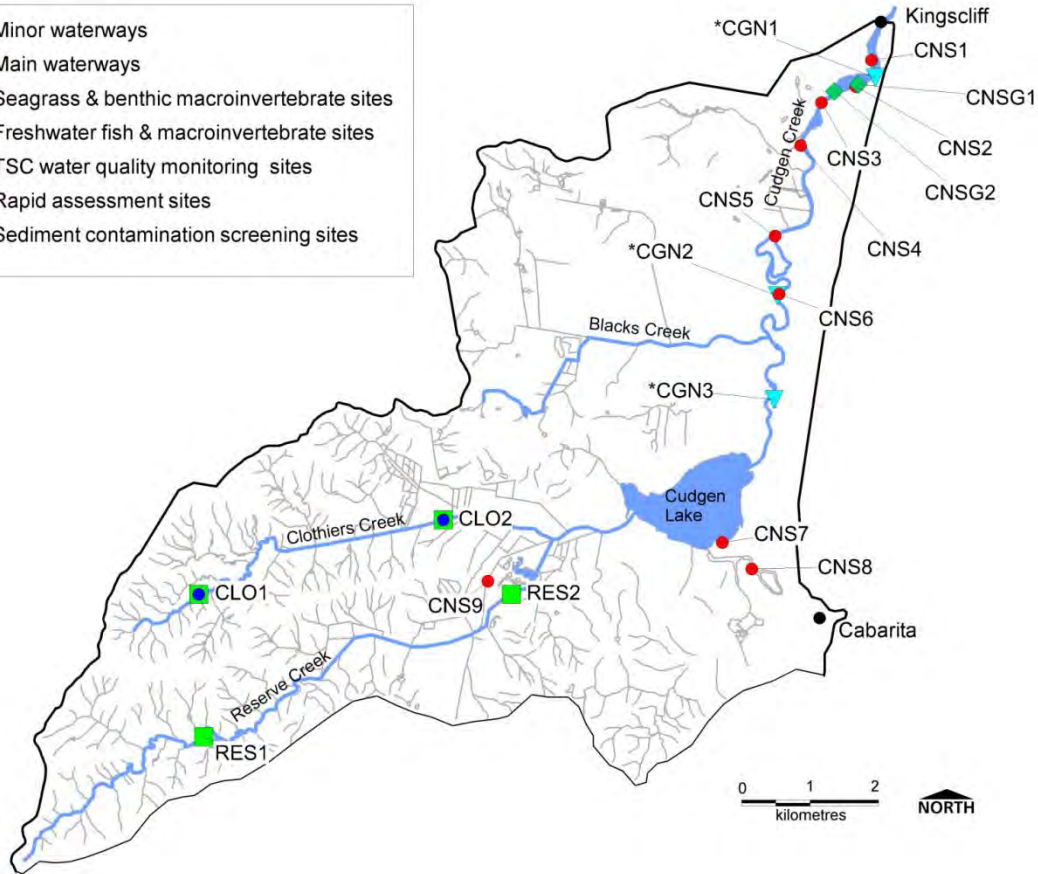 Minor waterways
Main waterways
Seagrass & benthic macroinvertebrate sites
Freshwater fish & macroinvertebrate sites
TSC water quality monitoring sites
Rapid assessment sites
Sediment contamination screening sites
Kingscliff
*CGN1
CNS1
CNSG1
CNS2
CNS3
CNSG2
Cudgen Creek
CNS4
CNS5
*CGN2
CNS6
Blacks Creek
*CGN3
Cudgen
Lake
CNS7
CNS8
Clothiers Creek
CLO2
CLO1
CNS9
RES2
Cabarita
Reserve Creek
RES1
0 1 2
kilometres
NORTH